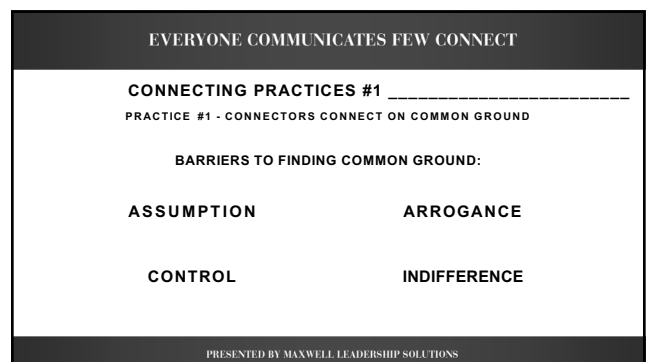 EVERYONE COMMUNICATES FEW CONNECT
CONNECTING PRACTICES #1 ________________________
PRACTICE #1 - CONNECTORS CONNECT ON COMMON GROUND
BARRIERS TO FINDING COMMON GROUND:
ASSUMPTION ARROGANCE
CONTROL INDIFFERENCE
PRESENTED BY MAXWELL LEADERSHIP SOLUTIONS